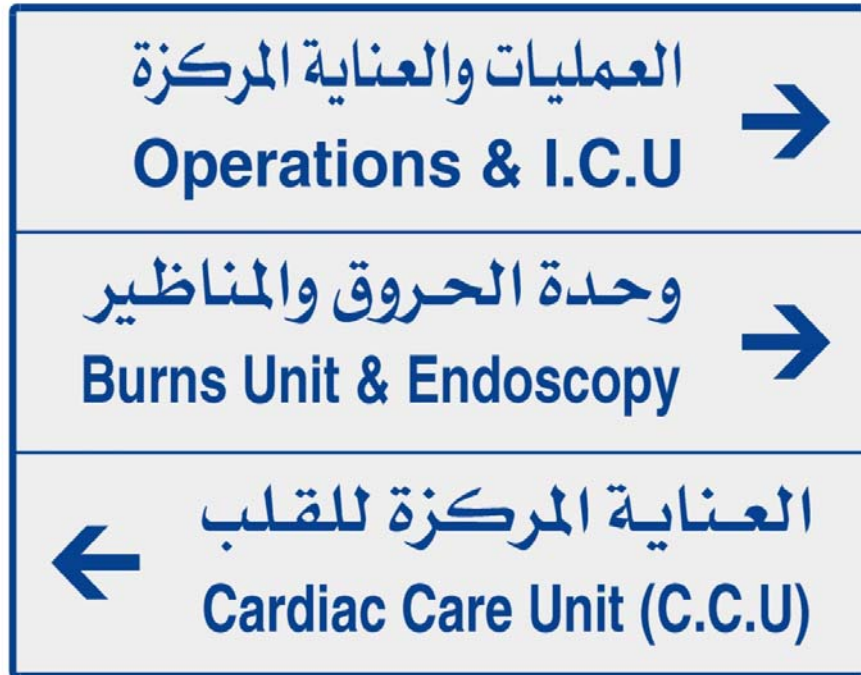 العمليات والعناية المركزة
Operations & I.C.U
وحدة الحروق والمناظير
Burns Unit & Endoscopy
العناية المركزة للقلب
Cardiac Care Unit (C.C.U)